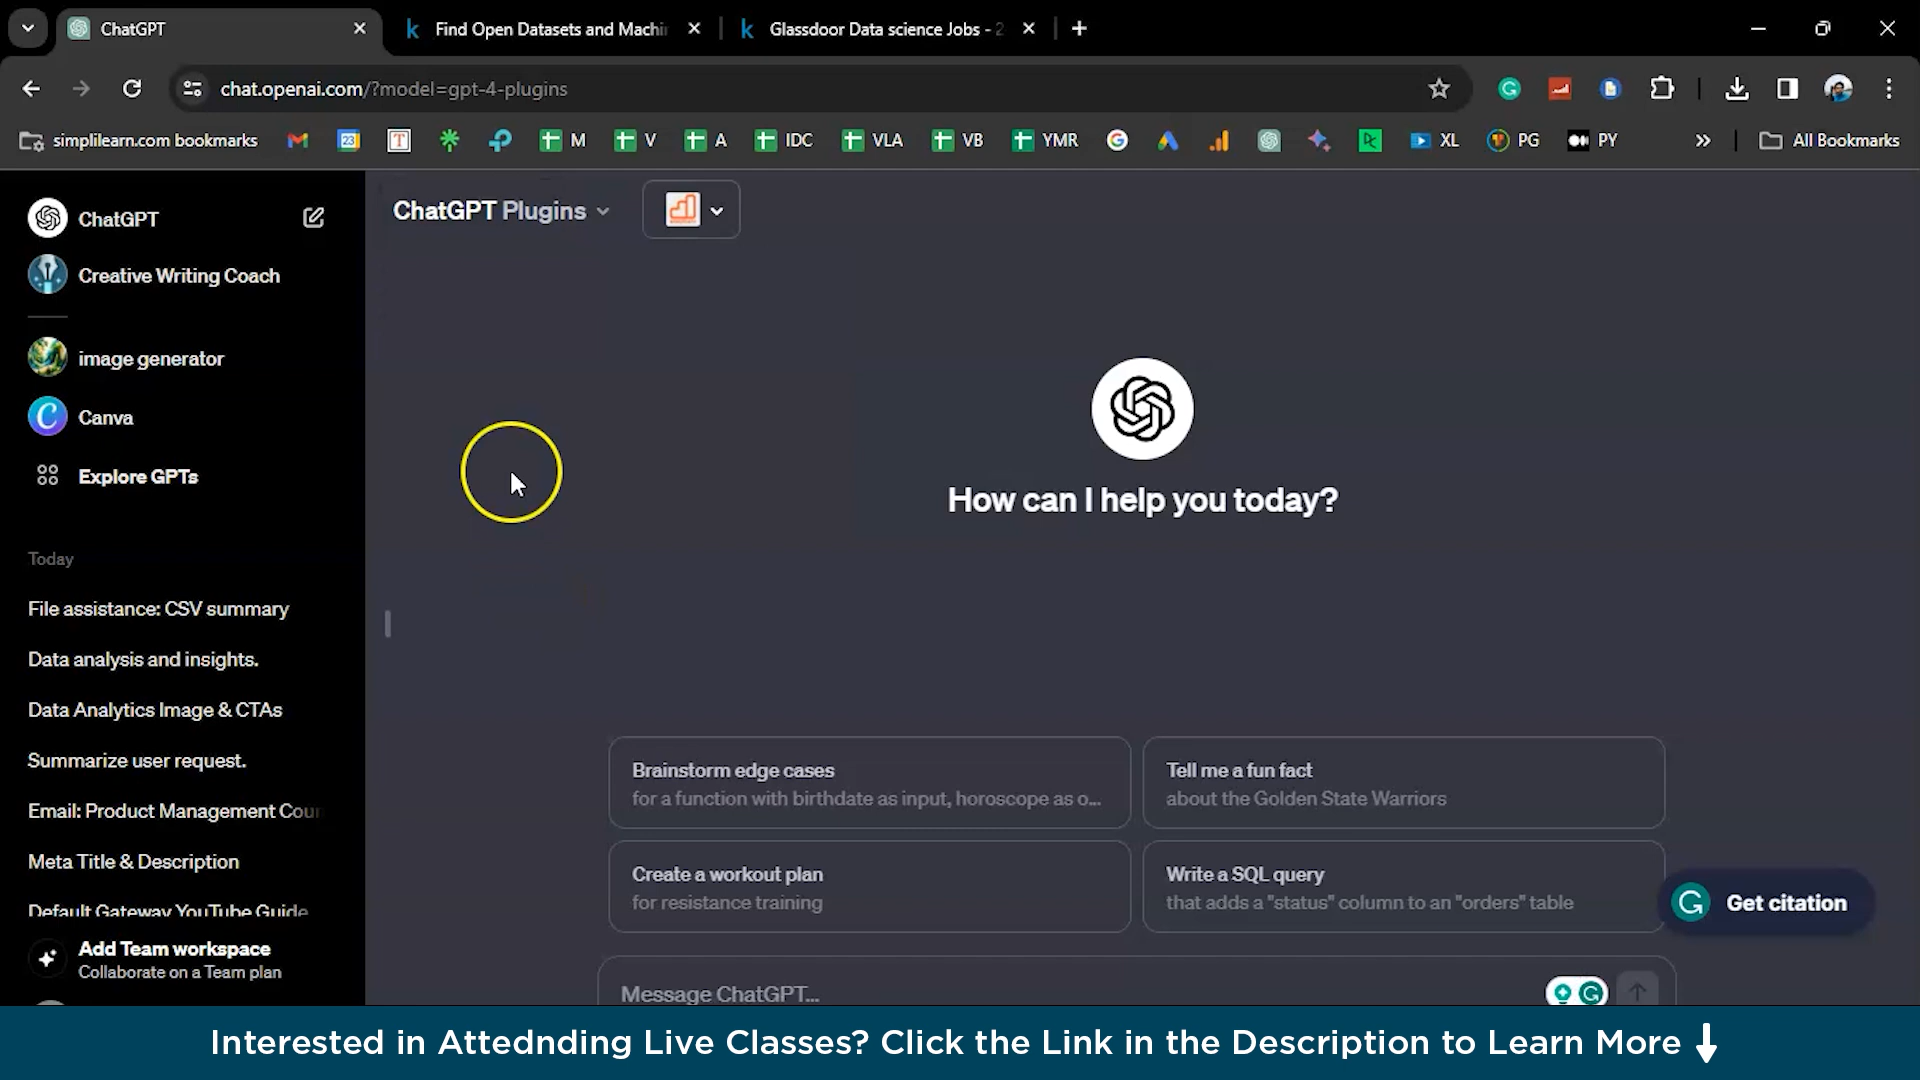 ChatGPT
Find Open Datasets and Machi
Glassdoor Data science Jobs - 2
chat.openai.com/?model=gpt-4-plugins
simplilearn.com bookmarks
23
T
M
V
A
IDC
VLA
VB
YMR
XL
PG
PY
All Bookmarks
ChatGPT
ChatGPT Plugins
Creative Writing Coach
image generator
Canva
Explore GPTs
How can I help you today?
Today
File assistance: CSV summary
Data analysis and insights.
Data Analytics Image & CTAs
Summarize user request.
Email: Product Management Cour
Meta Title & Description
Default Gateway YouTube Guide
Add Team workspace
Collaborate on a Team plan
Brainstorm edge cases
for a function with birthdate as input, horoscope as o...
Tell me a fun fact
about the Golden State Warriors
Create a workout plan
for resistance training
Write a SQL query
that adds a "status" column to an "orders" table
Get citation
Message ChatGPT...
Interested in Attednding Live Classes? Click the Link in the Description to Learn More